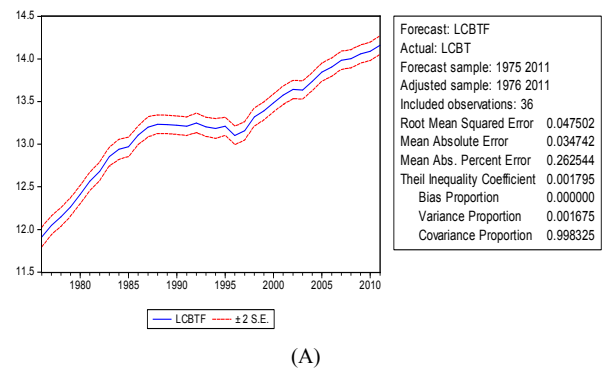 14.5
14.0
13.5
13.0
12.5
12.0
11.5
1980 1985 1990 1995 2000 2005 2010
LCBTF ± 2 S.E.
Forecast: LCBTF
Actual: LCBT
Forecast sample: 1975 2011
Adjusted sample: 1976 2011
Included observations: 36
Root Mean Squared Error 0.047502
Mean Absolute Error 0.034742
Mean Abs. Percent Error 0.262544
Theil Inequality Coefficient 0.001795
Bias Proportion 0.000000
Variance Proportion 0.001675
Covariance Proportion 0.998325
(A)